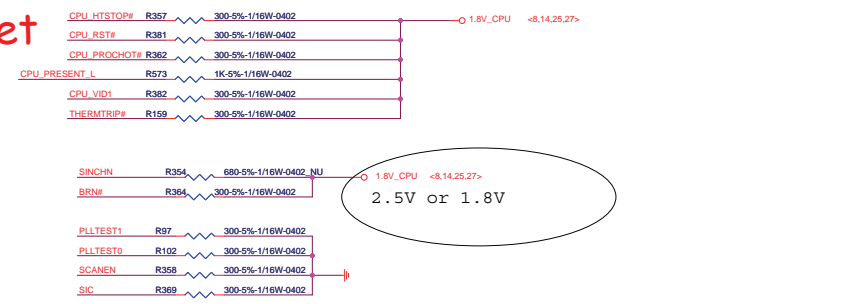 et
CPU_HTSTOP# R357 300-5%-1/16W-0402 1.8V_CPU <8,14,25,27>
CPU_RST# R381 300-5%-1/16W-0402
CPU_PROCHOT# R362 300-5%-1/16W-0402
CPU_PRESENT_L R573 1K-5%-1/16W-0402
CPU_VID1 R382 300-5%-1/16W-0402
THERMTRIP# R159 300-5%-1/16W-0402
SINCHN R354 680-5%-1/16W-0402_NU 1.8V_CPU <8,14,25,27>
BRN# R364 300-5%-1/16W-0402
2.5V or 1.8V
PLLTEST1 R97 300-5%-1/16W-0402
PLLTEST0 R102 300-5%-1/16W-0402
SCANEN R358 300-5%-1/16W-0402
SIC R369 300-5%-1/16W-0402